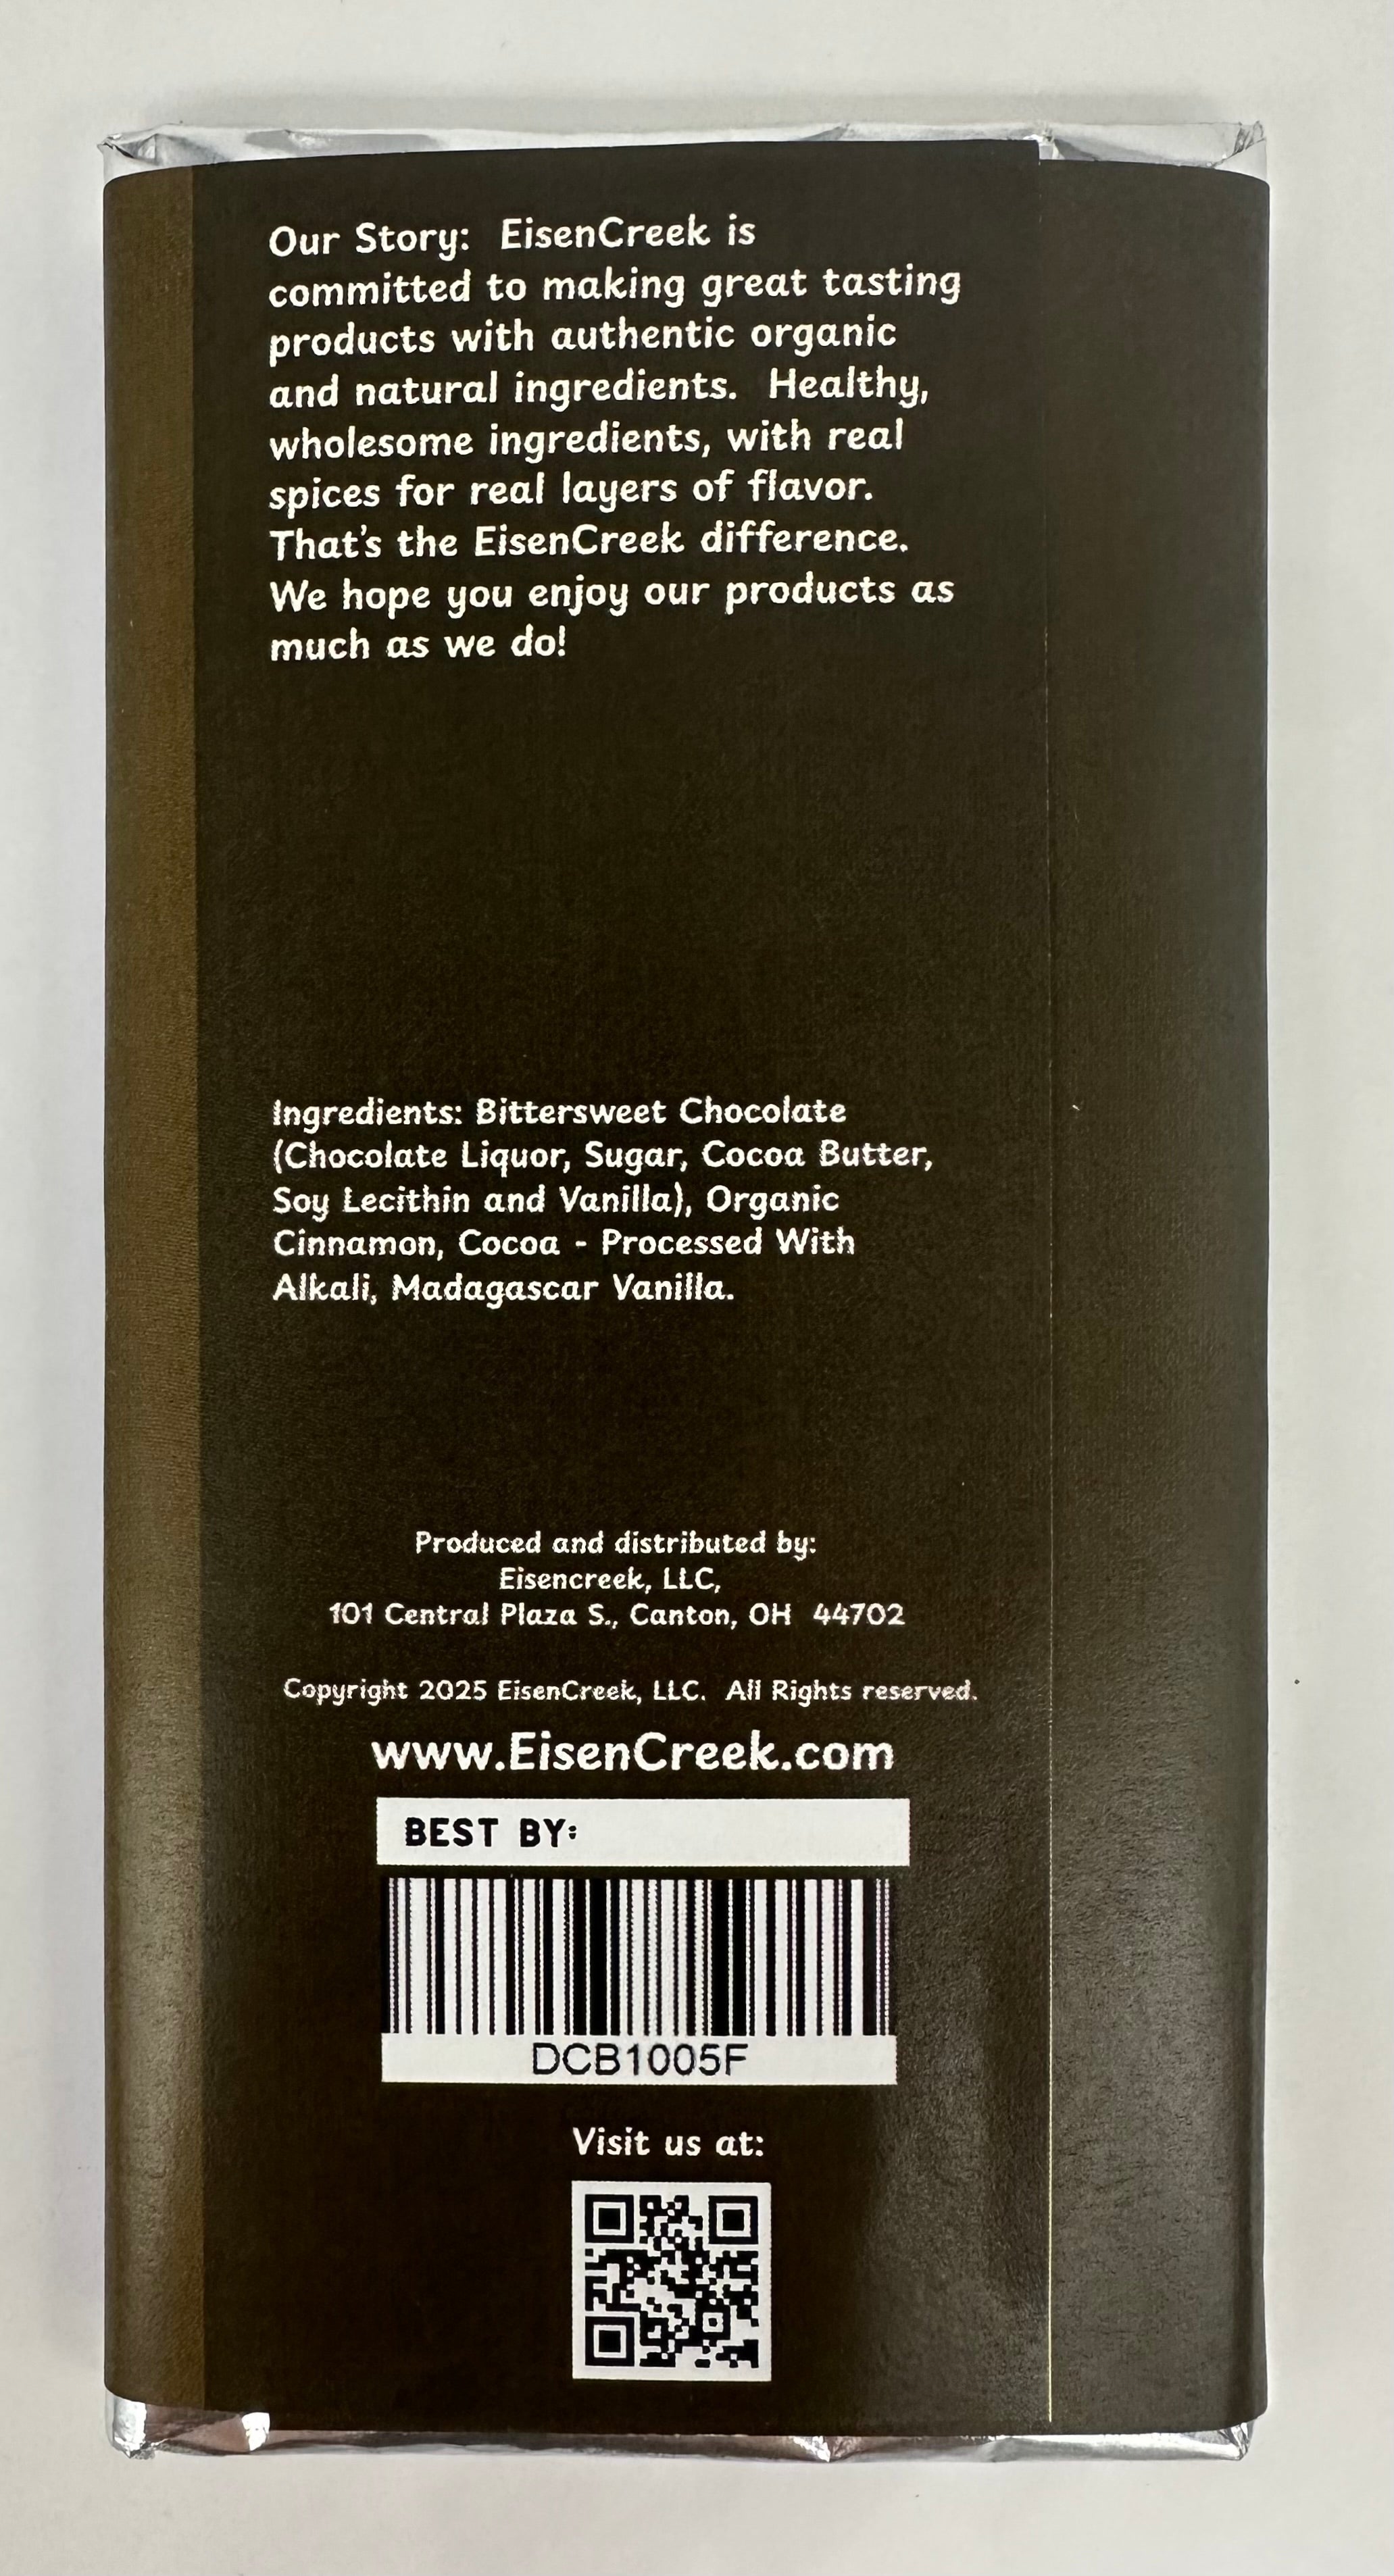 Our Story:  EisenCreek is
committed to making great tasting
products with authentic organic
and natural ingredients.  Healthy,
wholesome ingredients, with real
spices for real layers of flavor.
That's the EisenCreek difference.
We hope you enjoy our products as
much as we do!
Ingredients: Bittersweet Chocolate
(Chocolate Liquor, Sugar, Cocoa Butter,
Soy Lecithin and Vanilla), Organic
Cinnamon, Cocoa - Processed With
Alkali, Madagascar Vanilla.
Produced and distributed by:
Eisencreek, LLC,
101 Central Plaza S., Canton, OH  44702
Copyright 2025 EisenCreek, LLC.  All Rights reserved.
www.EisenCreek.com
BEST BY:
DCB1005F
Visit us at: